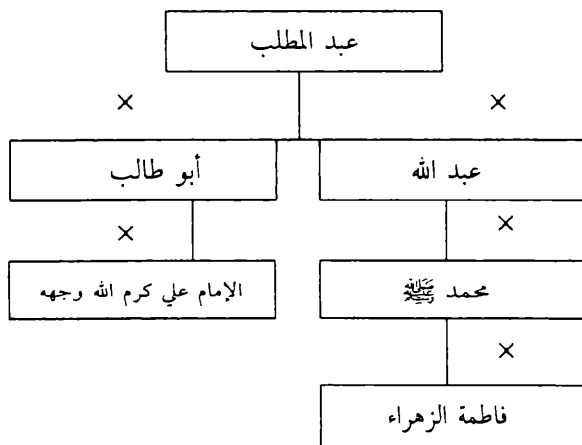 عبد المطلب
×
×
أبو طالب
عبد الله
×
×
الإمام علي كرم الله وجهه
محمد ﷺ
×
فاطمة الزهراء